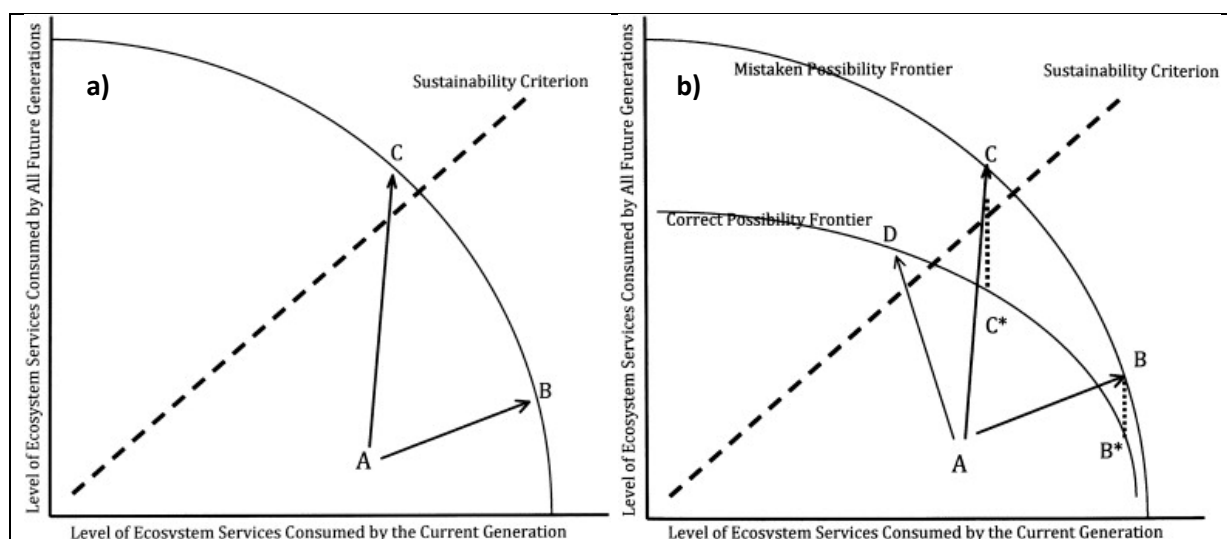 a)
Level of Ecosystem Services Consumed by All Future Generations
Sustainability Criterion
C
B
A
Level of Ecosystem Services Consumed by the Current Generation
b)
Level of Ecosystem Services Consumed by All Future Generations
Mistaken Possibility Frontier
Sustainability Criterion
C
Correct Possibility Frontier
D
C*
B
A
B*
Level of Ecosystem Services Consumed by the Current Generation